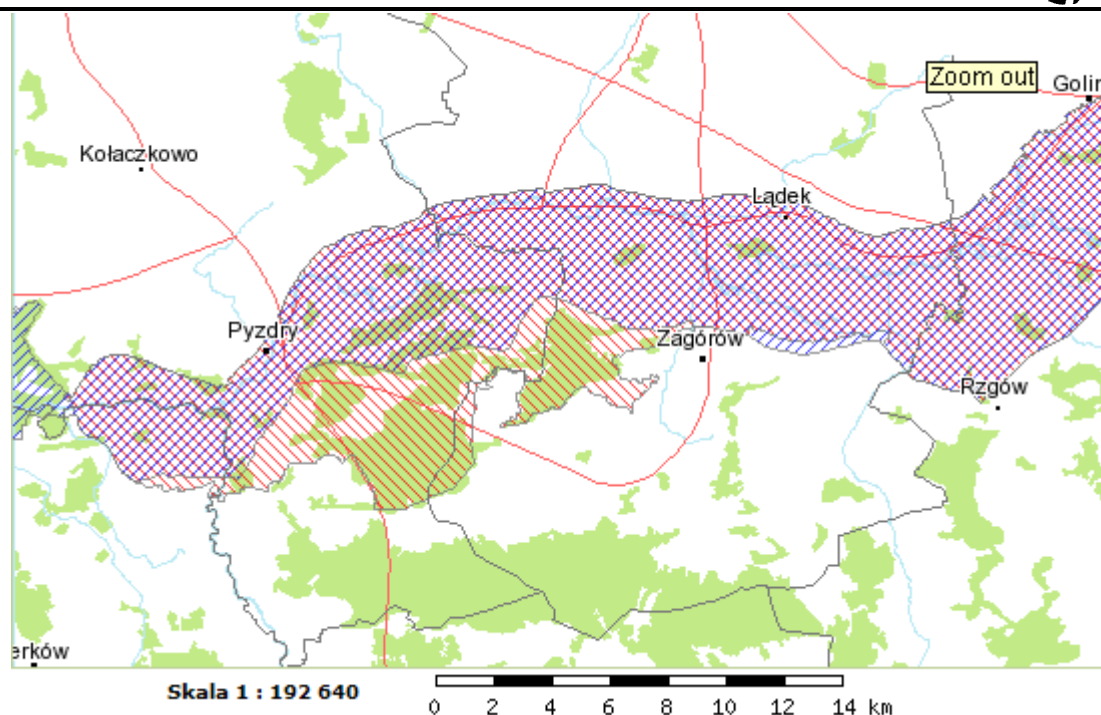 Zoom out
Golin
Kołaczkowo
Lądek
Pyzdry
Zagórów
Rzgów
erków
Skala 1 : 192 640
0 2 4 6 8 10 12 14 km